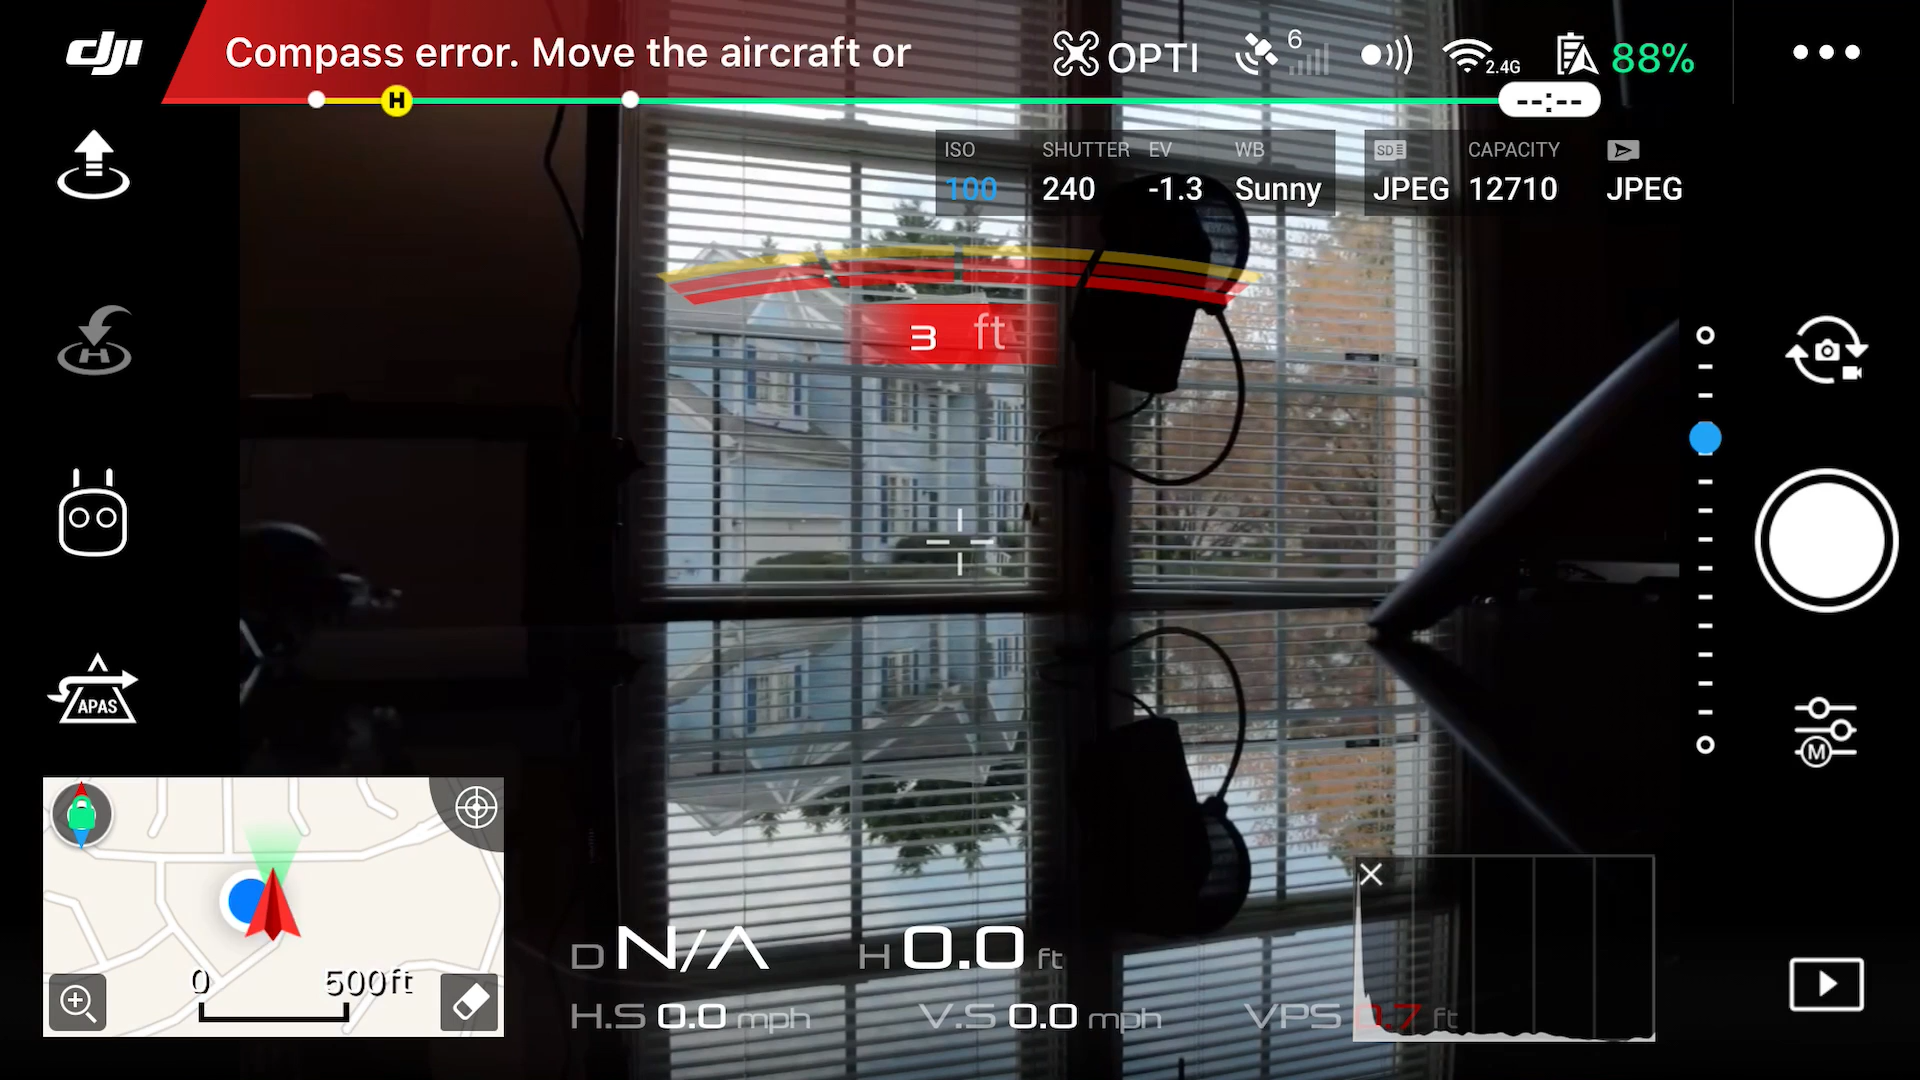 dji
Compass error. Move the aircraft or
OPTI
6
2.4G
88%
H
--:--
ISO SHUTTER EV WB
100 240 -1.3 Sunny
SD CAPACITY
JPEG 12710 JPEG
3 ft
H
APAS
M
0 500ft
D N/A H 0.0 ft
H.S 0.0 mph V.S 0.0 mph VPS 0.7 ft